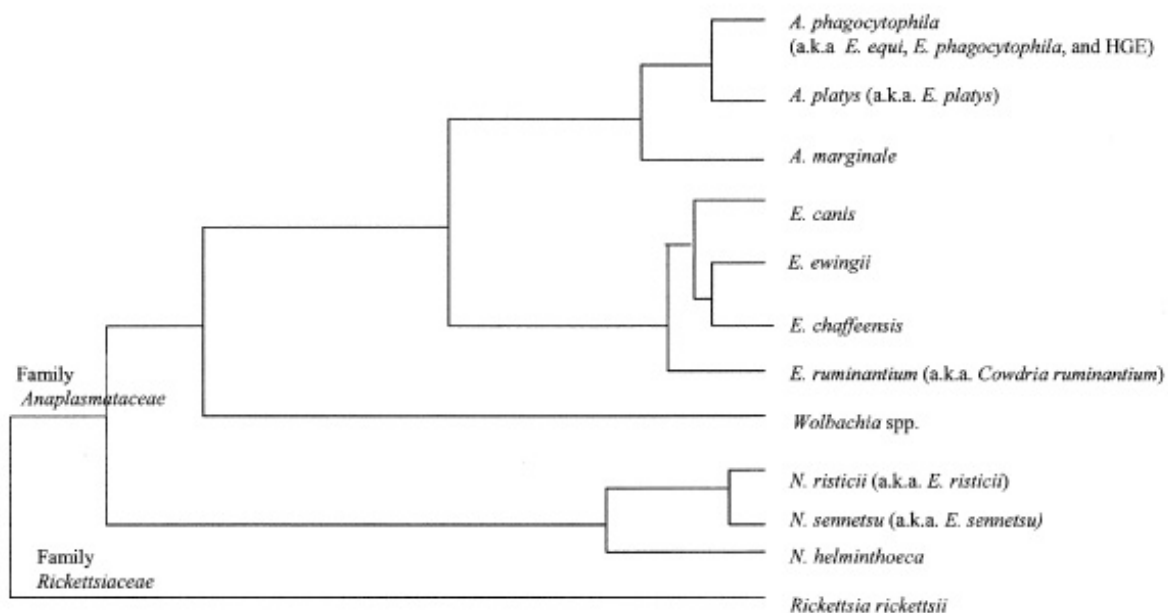 A. phagocytophila
(a.k.a E. equi, E. phagocytophila, and HGE)
A. platys (a.k.a. E. platys)
A. marginale
E. canis
E. ewingii
E. chaffeensis
E. ruminantium (a.k.a. Cowdria ruminantium)
Family
Anaplasmataceae
Wolbachia spp.
N. risticii (a.k.a. E. risticii)
N. sennetsu (a.k.a. E. sennetsu)
N. helminthoeca
Family
Rickettsiaceae
Rickettsia rickettsii